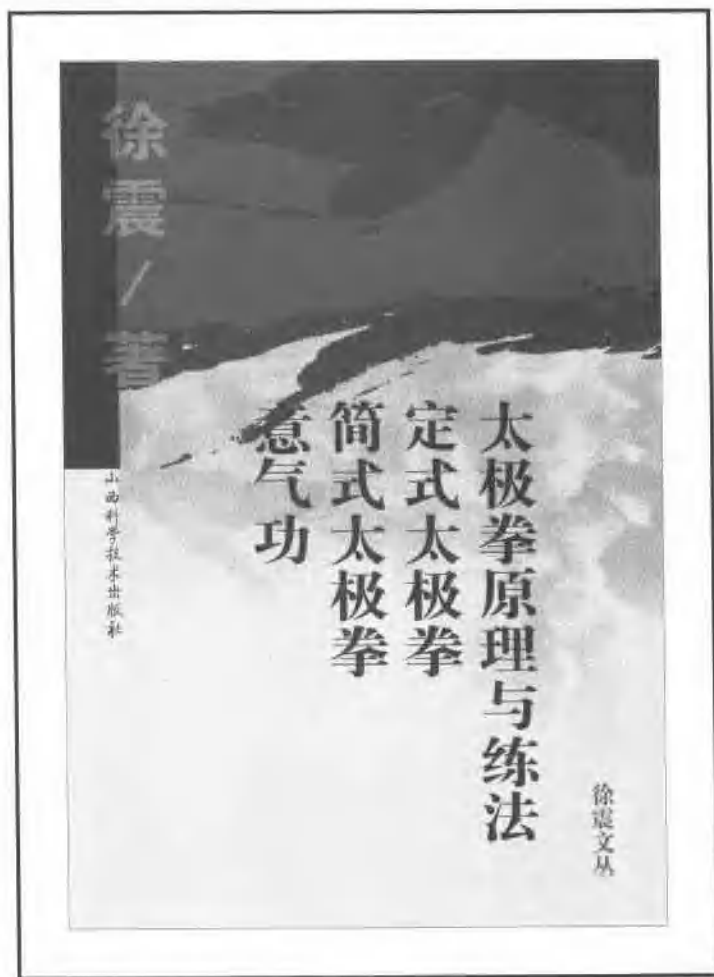 徐震文丛
太极拳原理与练法
定式太极拳
简式太极拳
意气功
徐震/著
山西科学技术出版社